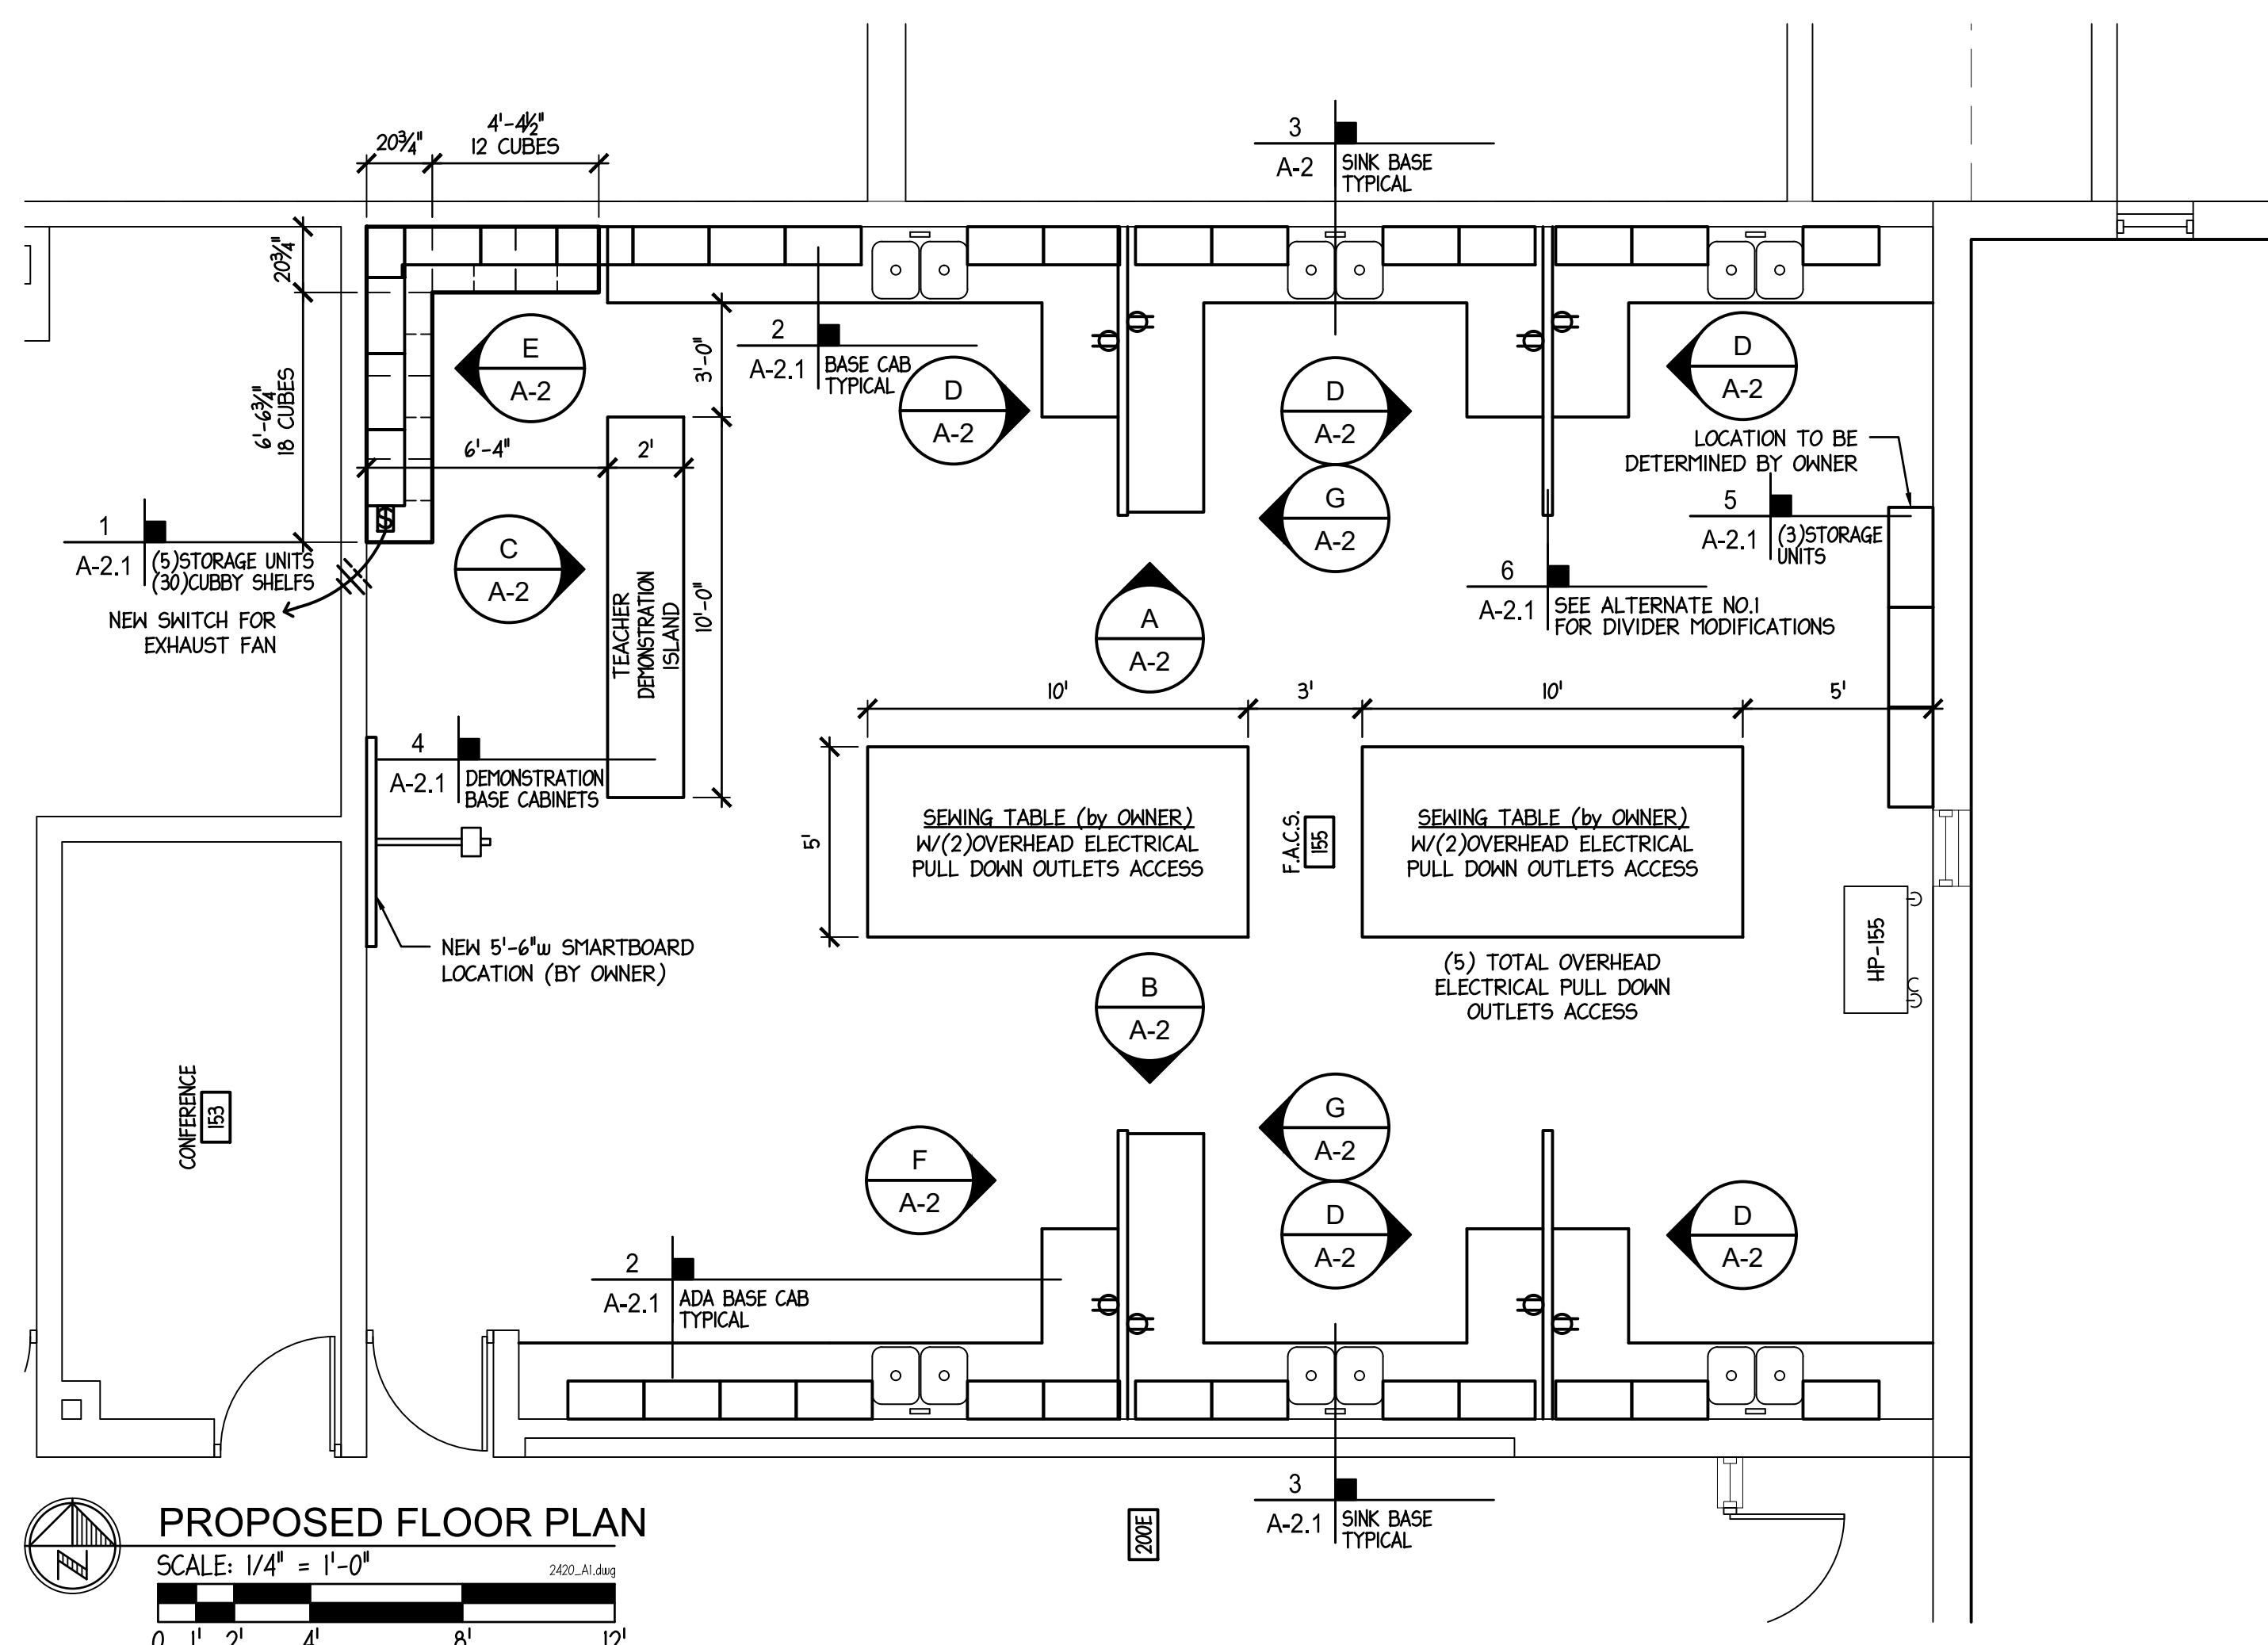 20¾"
4'-4½"
12 CUBES
3
A-2
SINK BASE
TYPICAL
20¾"
6'-6¾"
18 CUBES
E
A-2
3'-0"
2
A-2.1
BASE CAB
TYPICAL
D
A-2
D
A-2
D
A-2
LOCATION TO BE
DETERMINED BY OWNER
6'-4"
2'
G
A-2
5
A-2.1
(3)STORAGE
UNITS
1
A-2.1
(5)STORAGE UNITS
(30)CUBBY SHELFS
$
NEW SWITCH FOR
EXHAUST FAN
C
A-2
TEACHER
DEMONSTRATION
ISLAND
10'-0"
A
A-2
6
A-2.1
SEE ALTERNATE NO.1
FOR DIVIDER MODIFICATIONS
10'
3'
10'
5'
4
A-2.1
DEMONSTRATION
BASE CABINETS
5'
SEWING TABLE (by OWNER)
W/(2)OVERHEAD ELECTRICAL
PULL DOWN OUTLETS ACCESS
F.A.C.S.
155
SEWING TABLE (by OWNER)
W/(2)OVERHEAD ELECTRICAL
PULL DOWN OUTLETS ACCESS
NEW 5'-6"w SMARTBOARD
LOCATION (BY OWNER)
(5) TOTAL OVERHEAD
ELECTRICAL PULL DOWN
OUTLETS ACCESS
HP-155
B
A-2
CONFERENCE
153
G
A-2
F
A-2
D
A-2
D
A-2
2
A-2.1
ADA BASE CAB
TYPICAL
3
A-2.1
SINK BASE
TYPICAL
200E
N
PROPOSED FLOOR PLAN
SCALE: 1/4" = 1'-0"
2420_A1.dwg
0 1' 2' 4' 8' 12'